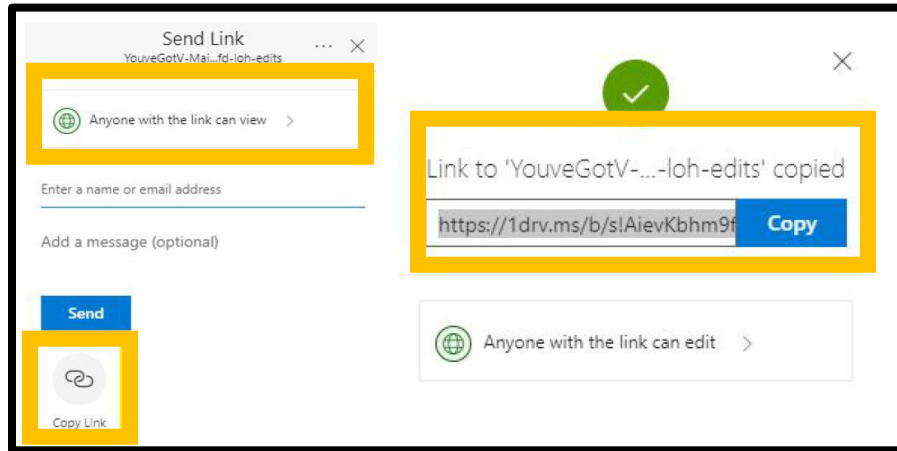 Send Link
YouveGotV-Mai...fd-loh-edits
Anyone with the link can view
Enter a name or email address
Add a message (optional)
Send
Copy Link
Link to 'YouveGotV-...-loh-edits' copied
https://1drv.ms/b/s!AievKbhm9f
Copy
Anyone with the link can edit